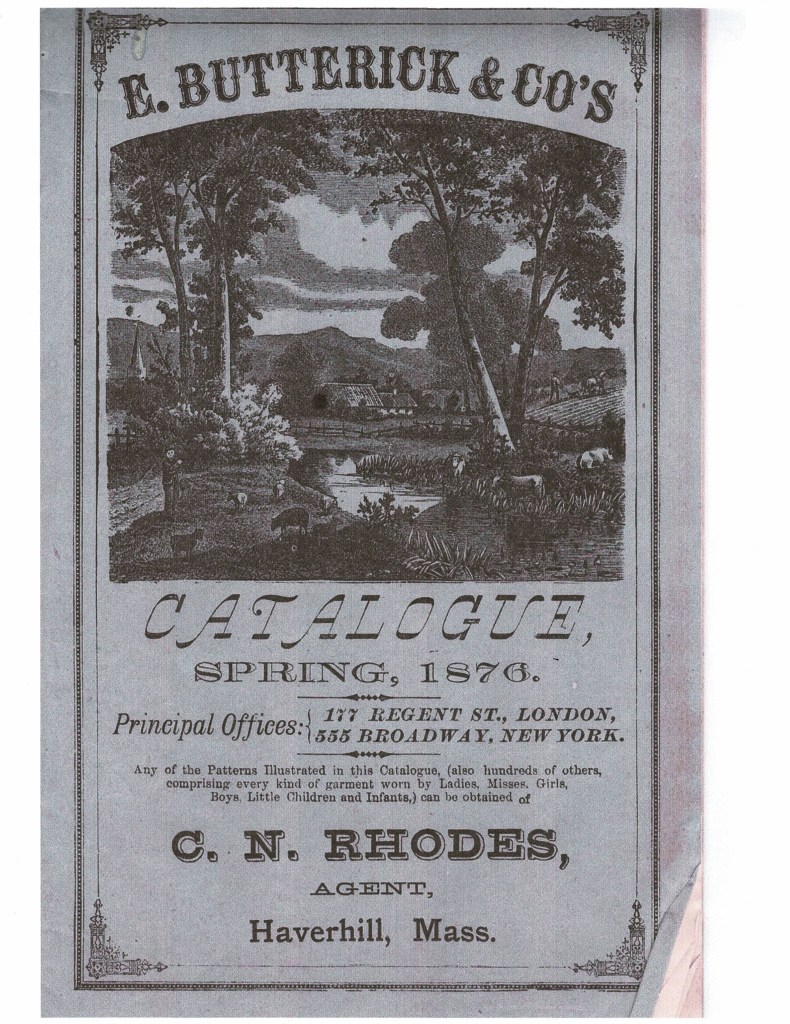 E. BUTTERICK & CO'S
CATALOGUE,
SPRING, 1876.
Principal Offices: { 177 REGENT ST., LONDON,
555 BROADWAY, NEW YORK.
Any of the Patterns Illustrated in this Catalogue, (also hundreds of others,
comprising every kind of garment worn by Ladies, Misses, Girls,
Boys, Little Children and Infants,) can be obtained of
C. N. RHODES,
AGENT,
Haverhill, Mass.